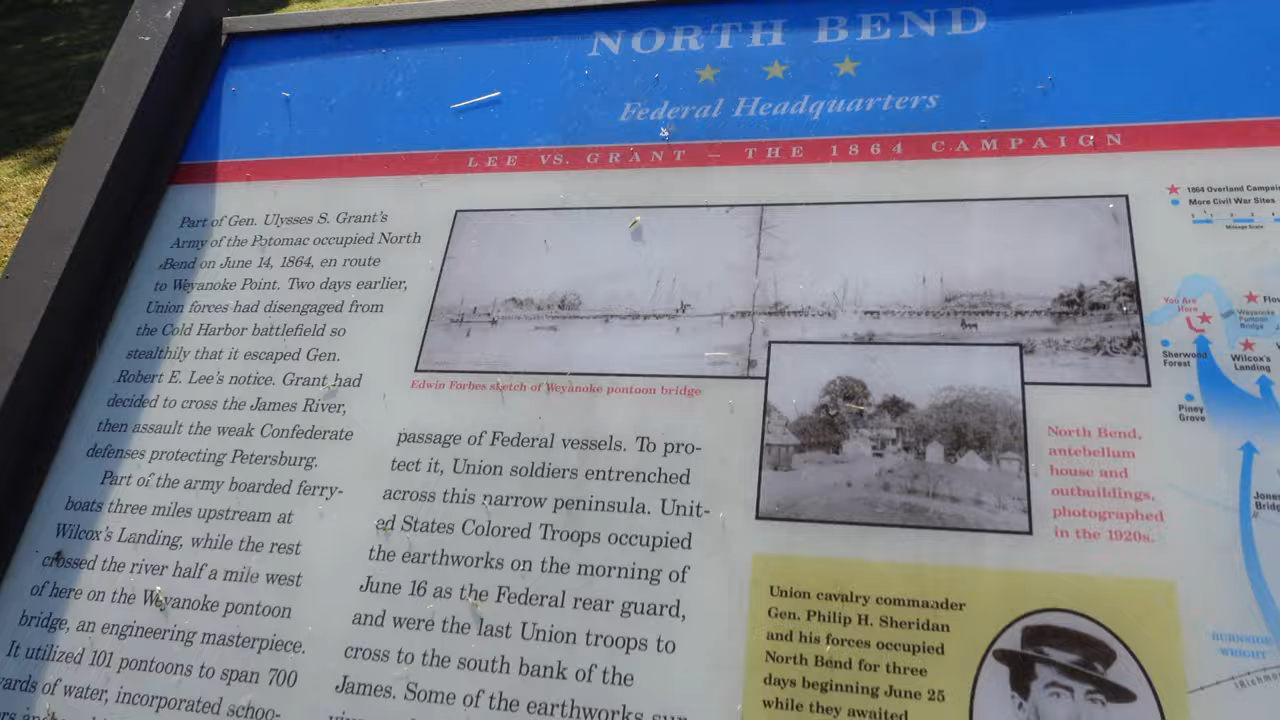 NORTH BEND
Federal Headquarters
LEE VS. GRANT – THE 1864 CAMPAIGN
Part of Gen. Ulysses S. Grant's
Army of the Potomac occupied North
Bend on June 14, 1864, en route
to Weyanoke Point. Two days earlier,
Union forces had disengaged from
the Cold Harbor battlefield so
stealthily that it escaped Gen.
Robert E. Lee's notice. Grant had
decided to cross the James River,
then assault the weak Confederate
defenses protecting Petersburg.
Part of the army boarded ferry-
boats three miles upstream at
Wilcox's Landing, while the rest
crossed the river half a mile west
of here on the Weyanoke pontoon
bridge, an engineering masterpiece.
It utilized 101 pontoons to span 700
yards of water, incorporated schoo-
Edwin Forbes sketch of Weyanoke pontoon bridge
passage of Federal vessels. To pro-
tect it, Union soldiers entrenched
across this narrow peninsula. Unit-
ed States Colored Troops occupied
the earthworks on the morning of
June 16 as the Federal rear guard,
and were the last Union troops to
cross to the south bank of the
James. Some of the earthworks sur-
North Bend,
antebellum
house and
outbuildings,
photographed
in the 1920s.
Union cavalry commander
Gen. Philip H. Sheridan
and his forces occupied
North Bend for three
days beginning June 25
while they awaited
1864 Overland Campai
More Civil War Sites
Mileage Scale
You Are
Here
Flo
Weyanoke
Pontoon
Bridge
Sherwood
Forest
Wilcox's
Landing
Piney
Grove
Jone
Bridg
BURNSIDE
WRIGHT
(Richmo